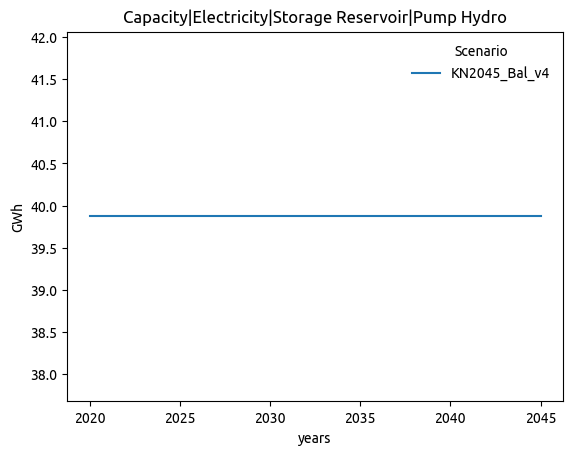 Capacity|Electricity|Storage Reservoir|Pump Hydro
Scenario
KN2045_Bal_v4
GWh
42.0
41.5
41.0
40.5
40.0
39.5
39.0
38.5
38.0
2020 2025 2030 2035 2040 2045
years